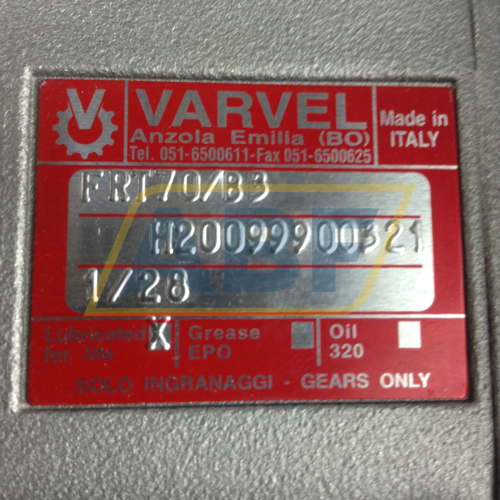 VARVEL
Anzola Emilia (BO)
Tel. 051-6500611-Fax 051-6500625
Made in
ITALY
FRT70/B3
H20099900321
1/28
Lubricated X
for life
Grease
EPO
Oil
320
SOLO INGRANAGGI - GEARS ONLY